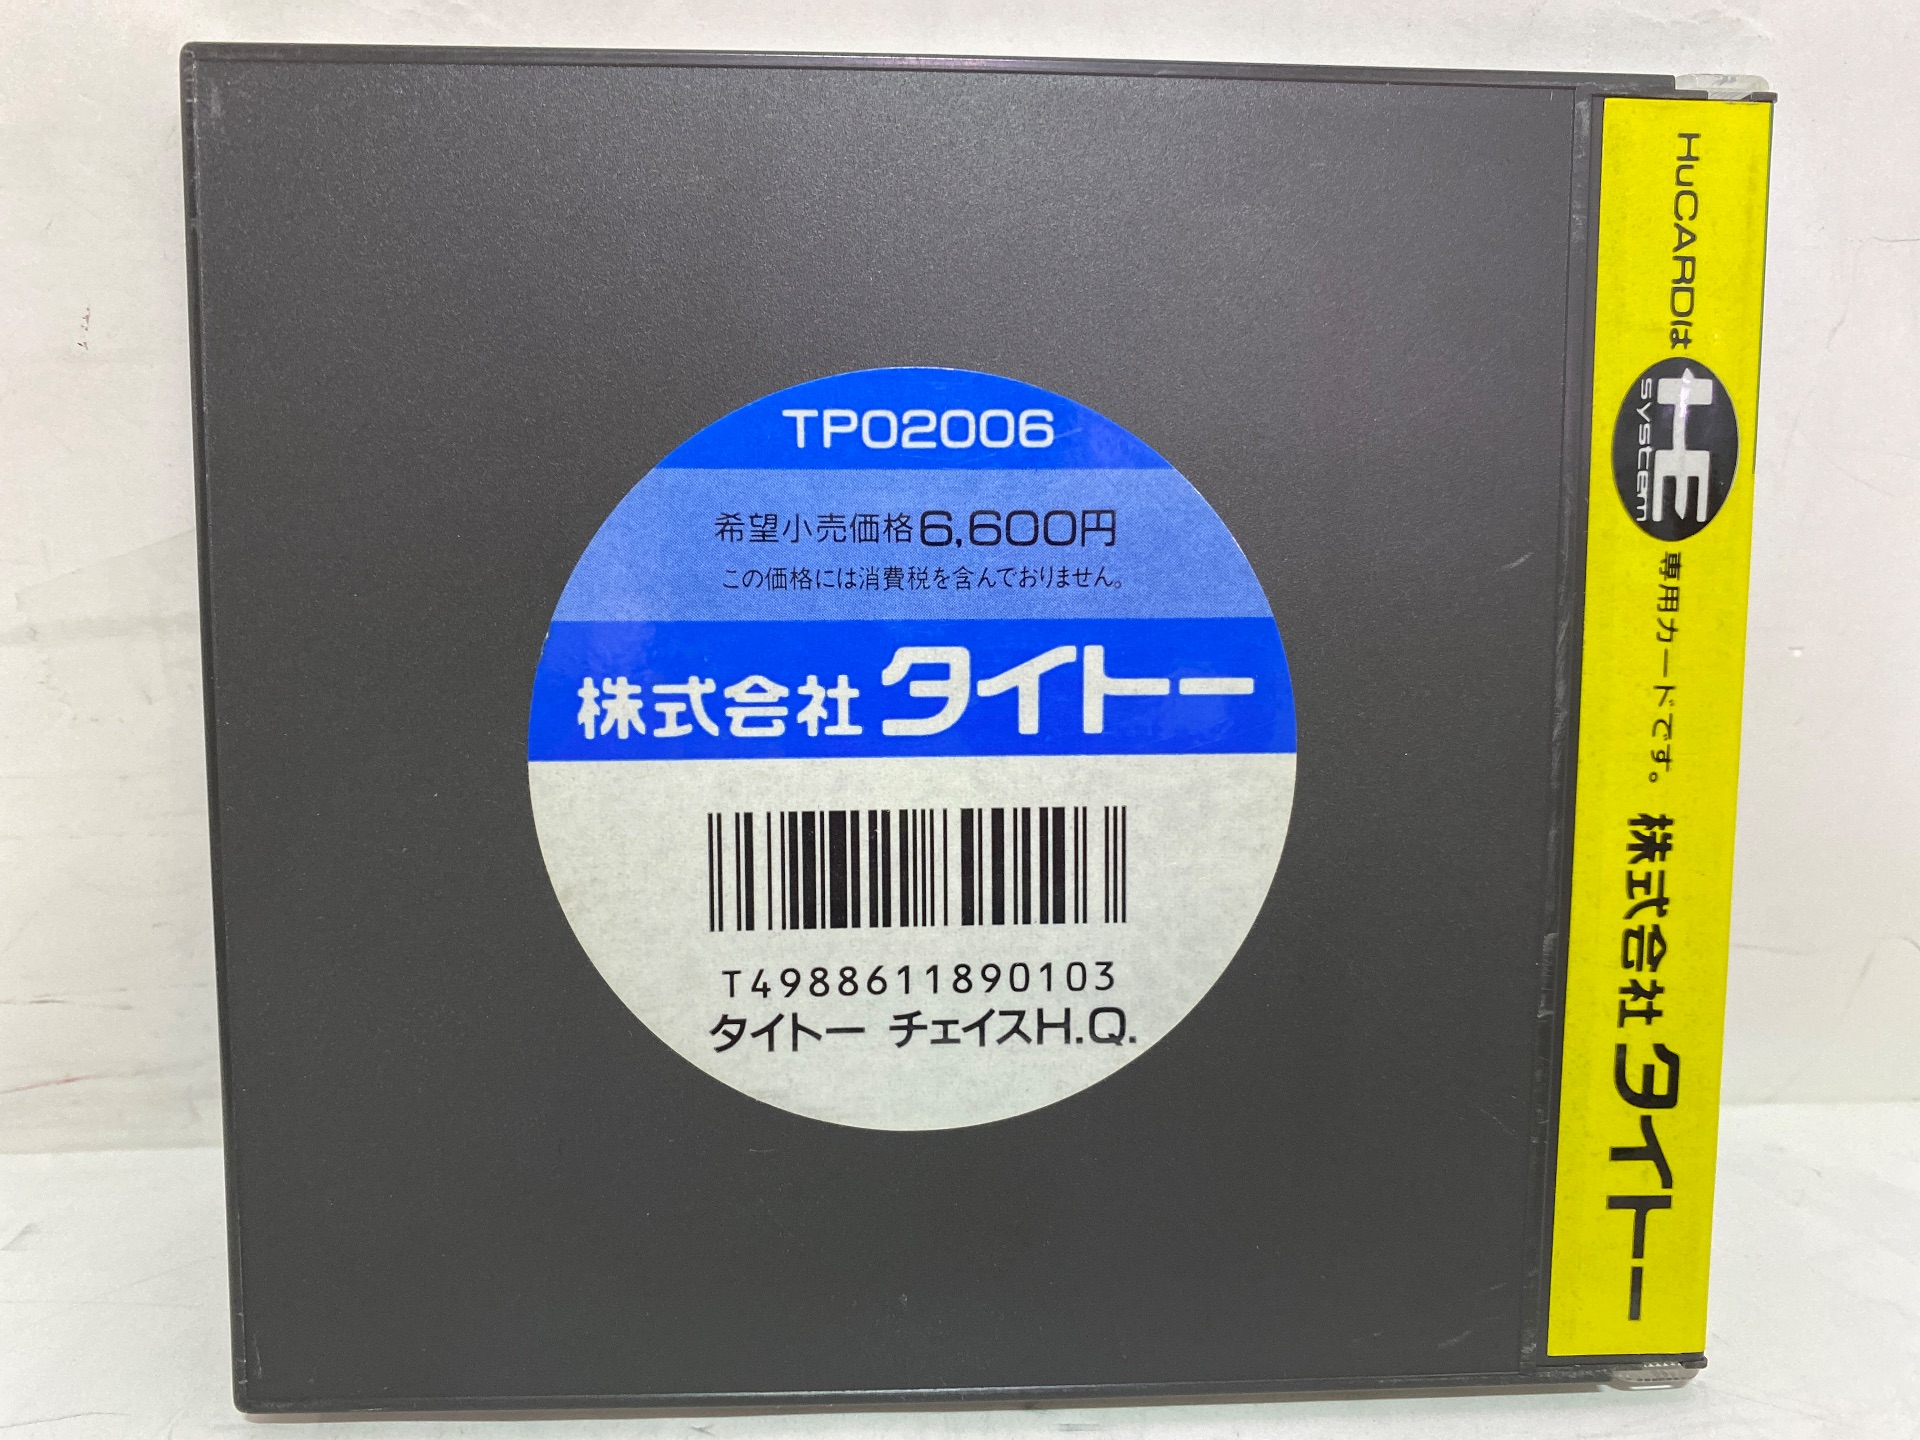 TP02006
希望小売価格6,600円
この価格には消費税を含んでおりません。
株式会社タイトー
T4988611890103
タイトー チェイスH.Q.
HuCARDは HE system 専用カードです。 株式会社タイトー